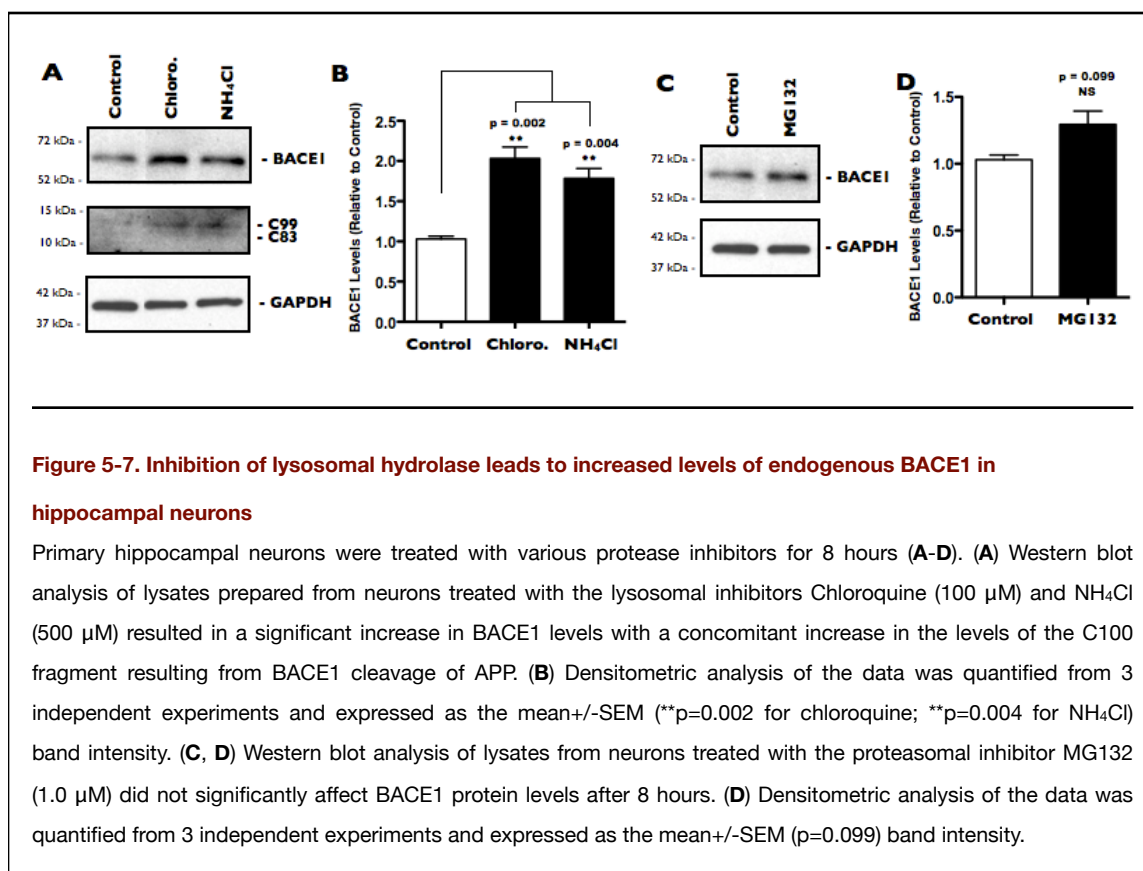 A
Control
Chloro.
NH₄Cl
72 kDa -
52 kDa -
- BACE1
15 kDa -
10 kDa -
- C99
- C83
42 kDa -
37 kDa -
- GAPDH
B
BACE1 Levels (Relative to Control)
2.5
2.0
1.5
1.0
0.5
0.0
p = 0.002
**
p = 0.004
**
Control Chloro. NH₄Cl
C
Control
MG132
72 kDa -
52 kDa -
- BACE1
42 kDa -
37 kDa -
- GAPDH
D
BACE1 Levels (Relative to Control)
1.5
1.0
0.5
0.0
p = 0.099
NS
Control MG132
Figure 5-7. Inhibition of lysosomal hydrolase leads to increased levels of endogenous BACE1 in
hippocampal neurons
Primary hippocampal neurons were treated with various protease inhibitors for 8 hours (A-D). (A) Western blot
analysis of lysates prepared from neurons treated with the lysosomal inhibitors Chloroquine (100 µM) and NH₄Cl
(500 µM) resulted in a significant increase in BACE1 levels with a concomitant increase in the levels of the C100
fragment resulting from BACE1 cleavage of APP. (B) Densitometric analysis of the data was quantified from 3
independent experiments and expressed as the mean+/-SEM (**p=0.002 for chloroquine; **p=0.004 for NH₄Cl)
band intensity. (C, D) Western blot analysis of lysates from neurons treated with the proteasomal inhibitor MG132
(1.0 µM) did not significantly affect BACE1 protein levels after 8 hours. (D) Densitometric analysis of the data was
quantified from 3 independent experiments and expressed as the mean+/-SEM (p=0.099) band intensity.